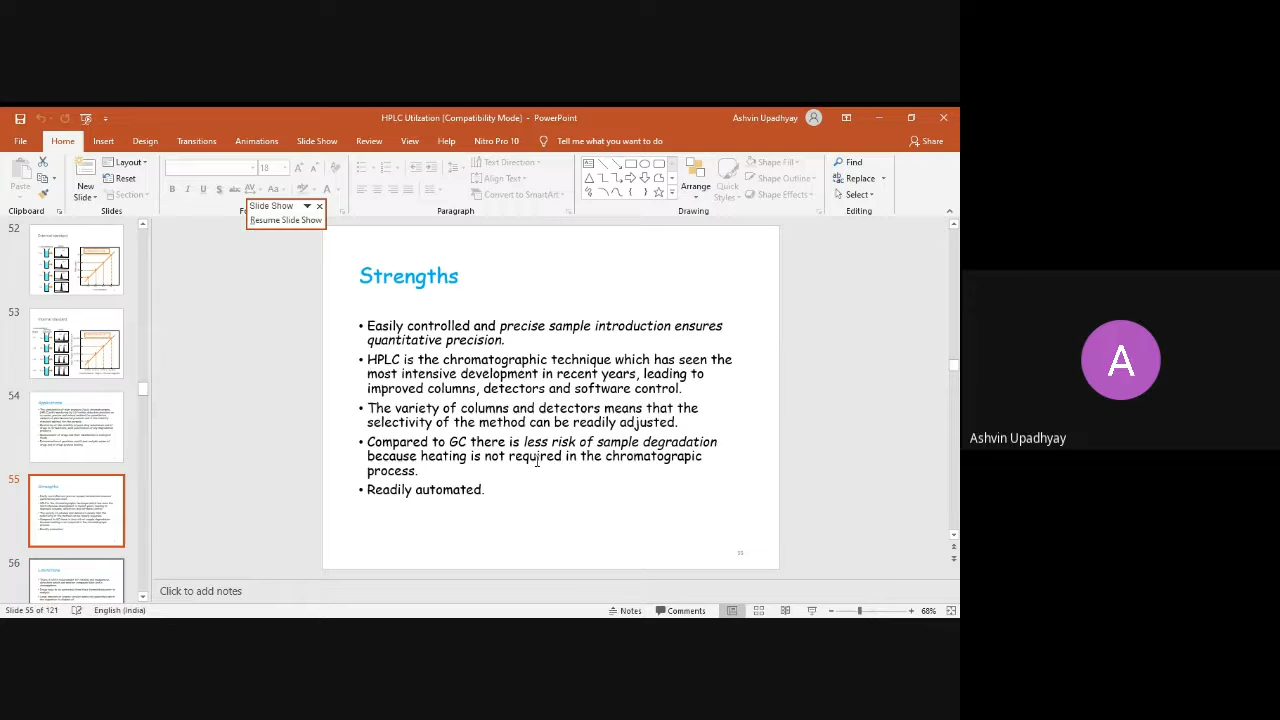 HPLC Utilzation [Compatibility Mode] - PowerPoint
Ashvin Upadhyay
File Home Insert Design Transitions Animations Slide Show Review View Help Nitro PRO 10 Tell me what you want to do Share
Paste
New Slide
Layout
Reset
Section
18
B I U S abc AV Aa A
Text Direction
Align Text
Convert to SmartArt
Arrange
Quick Styles
Shape Fill
Shape Outline
Shape Effects
Find
Replace
Select
Clipboard Slides Paragraph Drawing Editing
Slide Show
Resume Slide Show
52
53
54
55
56
Strengths
• Easily controlled and precise sample introduction ensures
quantitative precision.
• HPLC is the chromatographic technique which has seen the
most intensive development in recent years, leading to
improved columns, detectors and software control.
• The variety of columns and detectors means that the
selectivity of the method can be readily adjusted.
• Compared to GC there is less risk of sample degradation
because heating is not required in the chromatograpic
process.
• Readily automated
55
Click to add notes
Slide 55 of 121 English (India) Notes Comments 68%
A
Ashvin Upadhyay